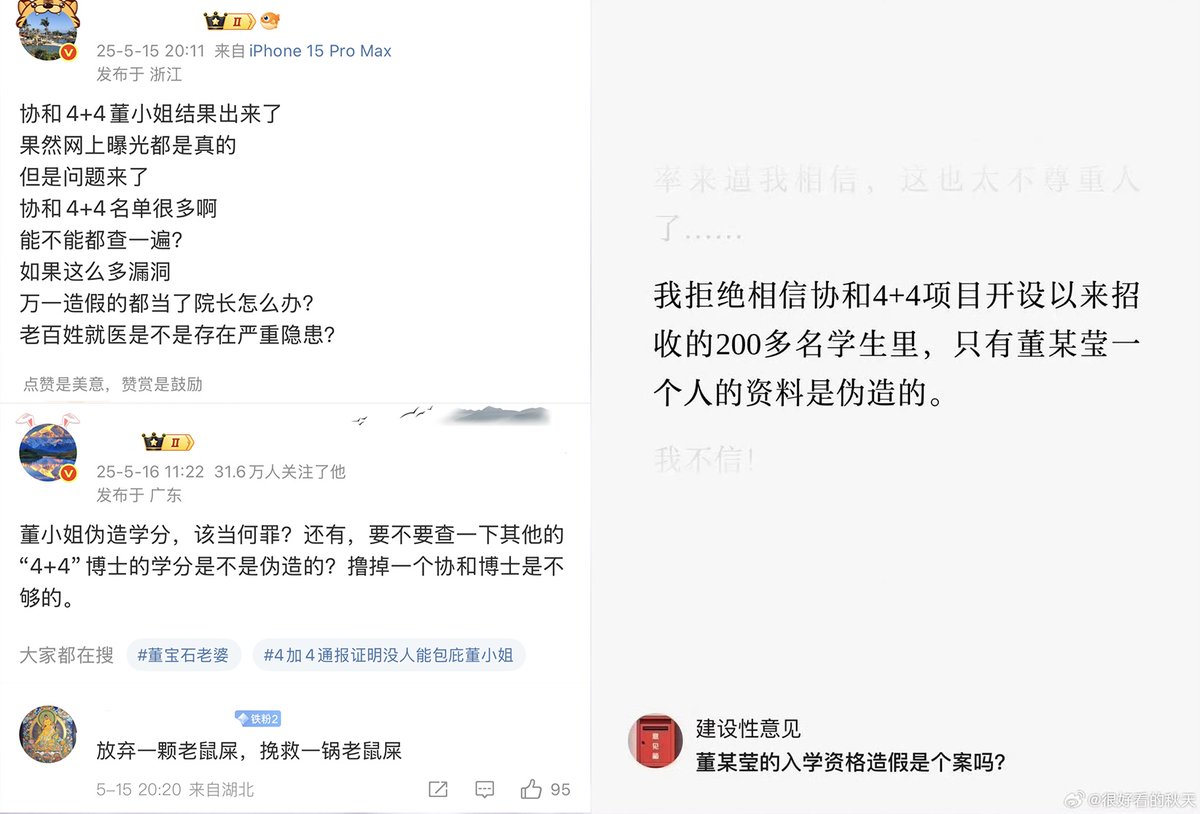 25-5-15 20:11 来自 iPhone 15 Pro Max
发布于 浙江
协和4+4董小姐结果出来了
果然网上曝光都是真的
但是问题来了
协和4+4名单很多啊
能不能都查一遍?
如果这么多漏洞
万一造假的都当了院长怎么办?
老百姓就医是不是存在严重隐患?
点赞是美意，赞赏是鼓励
II
25-5-16 11:22 31.6万人关注了他
发布于 广东
董小姐伪造学分，该当何罪？还有，要不要查一下其他的
“4+4”博士的学分是不是伪造的？撸掉一个协和博士是不
够的。
大家都在搜 #董宝石老婆 #4加4通报证明没人能包庇董小姐
铁粉2
放弃一颗老鼠屎，挽救一锅老鼠屎
5-15 20:20 来自湖北
95
率来逼我相信，这也太不尊重人
了……
我拒绝相信协和4+4项目开设以来招
收的200多名学生里，只有董某莹一
个人的资料是伪造的。
我不信！
意见箱
建设性意见
董某莹的入学资格造假是个案吗？
@很好看的秋天